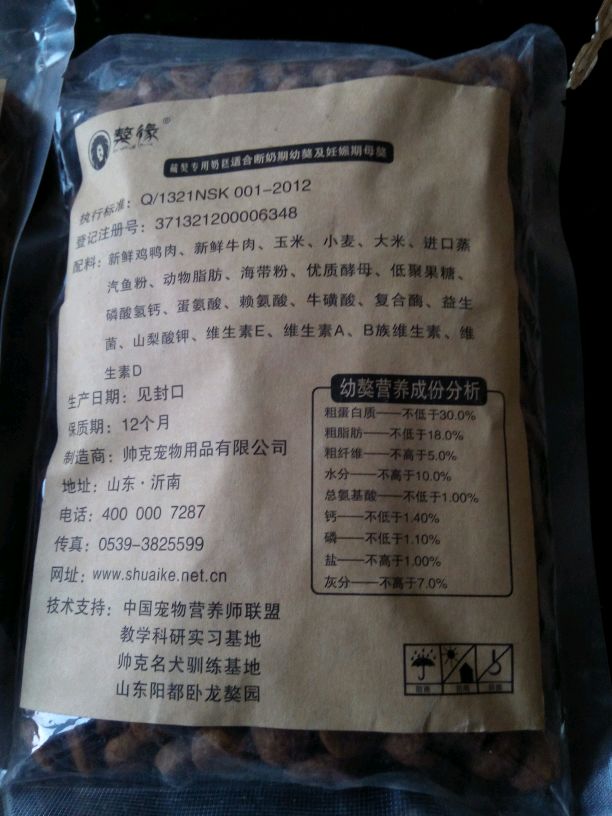 獒缘®
藏獒专用奶糕适合断奶期幼獒及妊娠期母獒
执行标准：Q/1321NSK 001-2012
登记注册号：371321200006348
配料：新鲜鸡鸭肉、新鲜牛肉、玉米、小麦、大米、进口蒸
汽鱼粉、动物脂肪、海带粉、优质酵母、低聚果糖、
磷酸氢钙、蛋氨酸、赖氨酸、牛磺酸、复合酶、益生
菌、山梨酸钾、维生素E、维生素A、B族维生素、维
生素D
生产日期：见封口
保质期：12个月
制造商：帅克宠物用品有限公司
地址：山东·沂南
电话：400 000 7287
传真：0539-3825599
网址：www.shuaike.net.cn
技术支持：中国宠物营养师联盟
教学科研实习基地
帅克名犬驯练基地
山东阳都卧龙獒园
幼獒营养成份分析
粗蛋白质——不低于30.0%
粗脂肪——不低于18.0%
粗纤维——不高于5.0%
水分——不高于10.0%
总氨基酸——不低于1.00%
钙——不低于1.40%
磷——不低于1.10%
盐——不高于1.00%
灰分——不高于7.0%